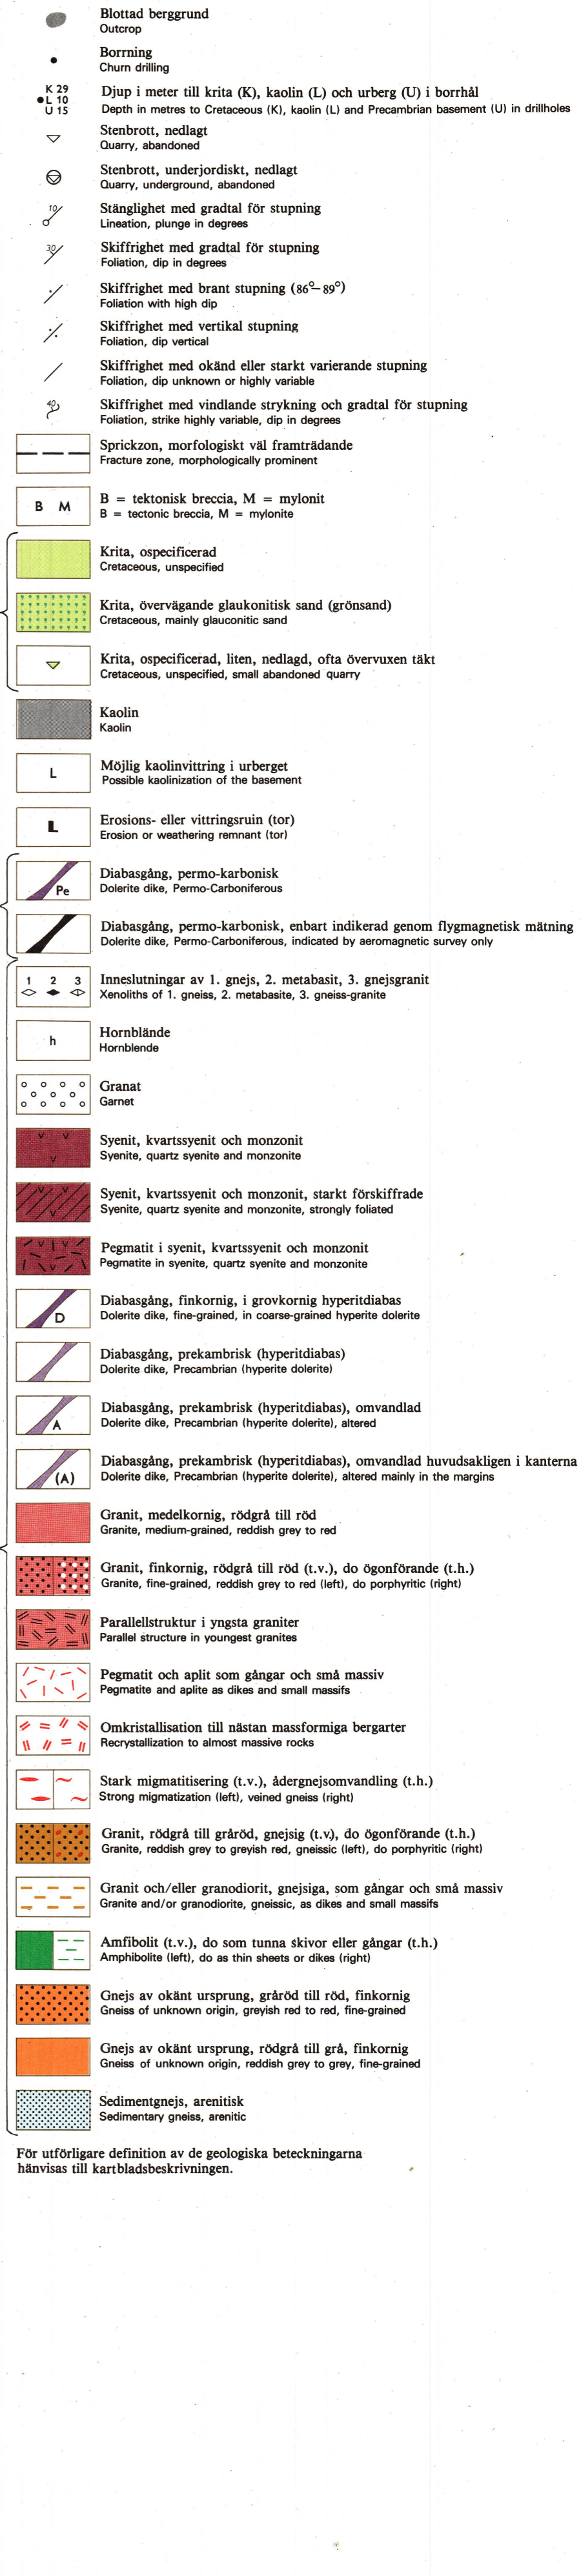 Blottad berggrund
Outcrop
Borrning
Churn drilling
K 29
L 10
U 15
Djup i meter till krita (K), kaolin (L) och urberg (U) i borrhål
Depth in metres to Cretaceous (K), kaolin (L) and Precambrian basement (U) in drillholes
Stenbrott, nedlagt
Quarry, abandoned
Stenbrott, underjordiskt, nedlagt
Quarry, underground, abandoned
10
Stänglighet med gradtal för stupning
Lineation, plunge in degrees
30
Skiffrighet med gradtal för stupning
Foliation, dip in degrees
Skiffrighet med brant stupning (86°–89°)
Foliation with high dip
Skiffrighet med vertikal stupning
Foliation, dip vertical
Skiffrighet med okänd eller starkt varierande stupning
Foliation, dip unknown or highly variable
40
Skiffrighet med vindlande strykning och gradtal för stupning
Foliation, strike highly variable, dip in degrees
Sprickzon, morfologiskt väl framträdande
Fracture zone, morphologically prominent
B M
B = tektonisk breccia, M = mylonit
B = tectonic breccia, M = mylonite
Krita, ospecificerad
Cretaceous, unspecified
Krita, övervägande glaukonitisk sand (grönsand)
Cretaceous, mainly glauconitic sand
Krita, ospecificerad, liten, nedlagd, ofta övervuxen täkt
Cretaceous, unspecified, small abandoned quarry
Kaolin
Kaolin
L
Möjlig kaolinvittring i urberget
Possible kaolinization of the basement
L
Erosions- eller vittringsruin (tor)
Erosion or weathering remnant (tor)
Pe
Diabasgång, permo-karbonisk
Dolerite dike, Permo-Carboniferous
Diabasgång, permo-karbonisk, enbart indikerad genom flygmagnetisk mätning
Dolerite dike, Permo-Carboniferous, indicated by aeromagnetic survey only
1 2 3
Inneslutningar av 1. gnejs, 2. metabasit, 3. gnejsgranit
Xenoliths of 1. gneiss, 2. metabasite, 3. gneiss-granite
h
Hornblände
Hornblende
Granat
Garnet
Syenit, kvartssyenit och monzonit
Syenite, quartz syenite and monzonite
Syenit, kvartssyenit och monzonit, starkt förskiffrade
Syenite, quartz syenite and monzonite, strongly foliated
Pegmatit i syenit, kvartssyenit och monzonit
Pegmatite in syenite, quartz syenite and monzonite
D
Diabasgång, finkornig, i grovkornig hyperitdiabas
Dolerite dike, fine-grained, in coarse-grained hyperite dolerite
Diabasgång, prekambrisk (hyperitdiabas)
Dolerite dike, Precambrian (hyperite dolerite)
A
Diabasgång, prekambrisk (hyperitdiabas), omvandlad
Dolerite dike, Precambrian (hyperite dolerite), altered
(A)
Diabasgång, prekambrisk (hyperitdiabas), omvandlad huvudsakligen i kanterna
Dolerite dike, Precambrian (hyperite dolerite), altered mainly in the margins
Granit, medelkornig, rödgrå till röd
Granite, medium-grained, reddish grey to red
Granit, finkornig, rödgrå till röd (t.v.), do ögonförande (t.h.)
Granite, fine-grained, reddish grey to red (left), do porphyritic (right)
Parallellstruktur i yngsta graniter
Parallel structure in youngest granites
Pegmatit och aplit som gångar och små massiv
Pegmatite and aplite as dikes and small massifs
Omkristallisation till nästan massformiga bergarter
Recrystallization to almost massive rocks
Stark migmatitisering (t.v.), ådergnejsomvandling (t.h.)
Strong migmatization (left), veined gneiss (right)
Granit, rödgrå till gråröd, gnejsig (t.v.), do ögonförande (t.h.)
Granite, reddish grey to greyish red, gneissic (left), do porphyritic (right)
Granit och/eller granodiorit, gnejsiga, som gångar och små massiv
Granite and/or granodiorite, gneissic, as dikes and small massifs
Amfibolit (t.v.), do som tunna skivor eller gångar (t.h.)
Amphibolite (left), do as thin sheets or dikes (right)
Gnejs av okänt ursprung, gråröd till röd, finkornig
Gneiss of unknown origin, greyish red to red, fine-grained
Gnejs av okänt ursprung, rödgrå till grå, finkornig
Gneiss of unknown origin, reddish grey to grey, fine-grained
Sedimentgnejs, arenitisk
Sedimentary gneiss, arenitic
För utförligare definition av de geologiska beteckningarna
hänvisas till kartbladsbeskrivningen.